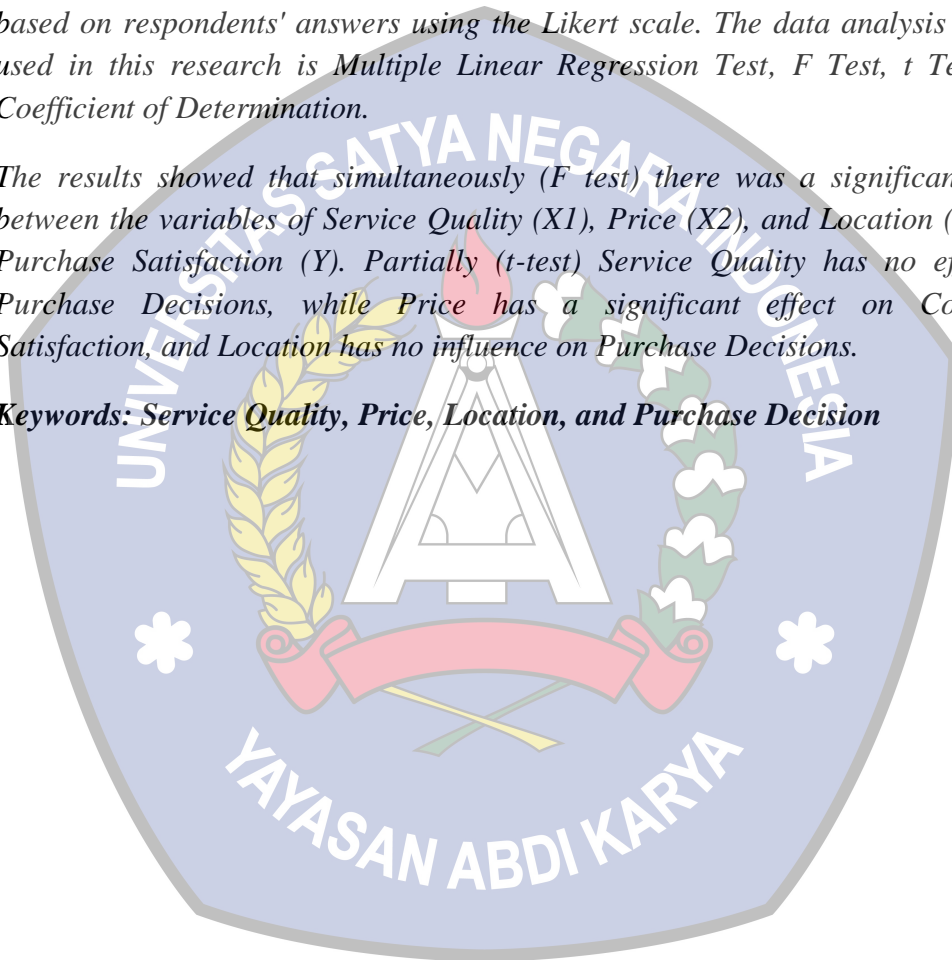 based on respondents' answers using the Likert scale. The data analysis
used in this research is Multiple Linear Regression Test, F Test, t
Coefficient of Determination.
The results showed that simultaneously (F test) there was a
between the variables of Service Quality (X1), Price (X2), and Location
Purchase Satisfaction (Y). Partially (t-test) Service Quality has no
Purchase Decisions, while Price has a significant effect on
Satisfaction, and Location has no influence on Purchase Decisions.
Keywords: Service Quality, Price, Location, and Purchase Decision
UNIVERSITAS SATYA NEGARA INDONESIA
YAYASAN ABDI KARYA